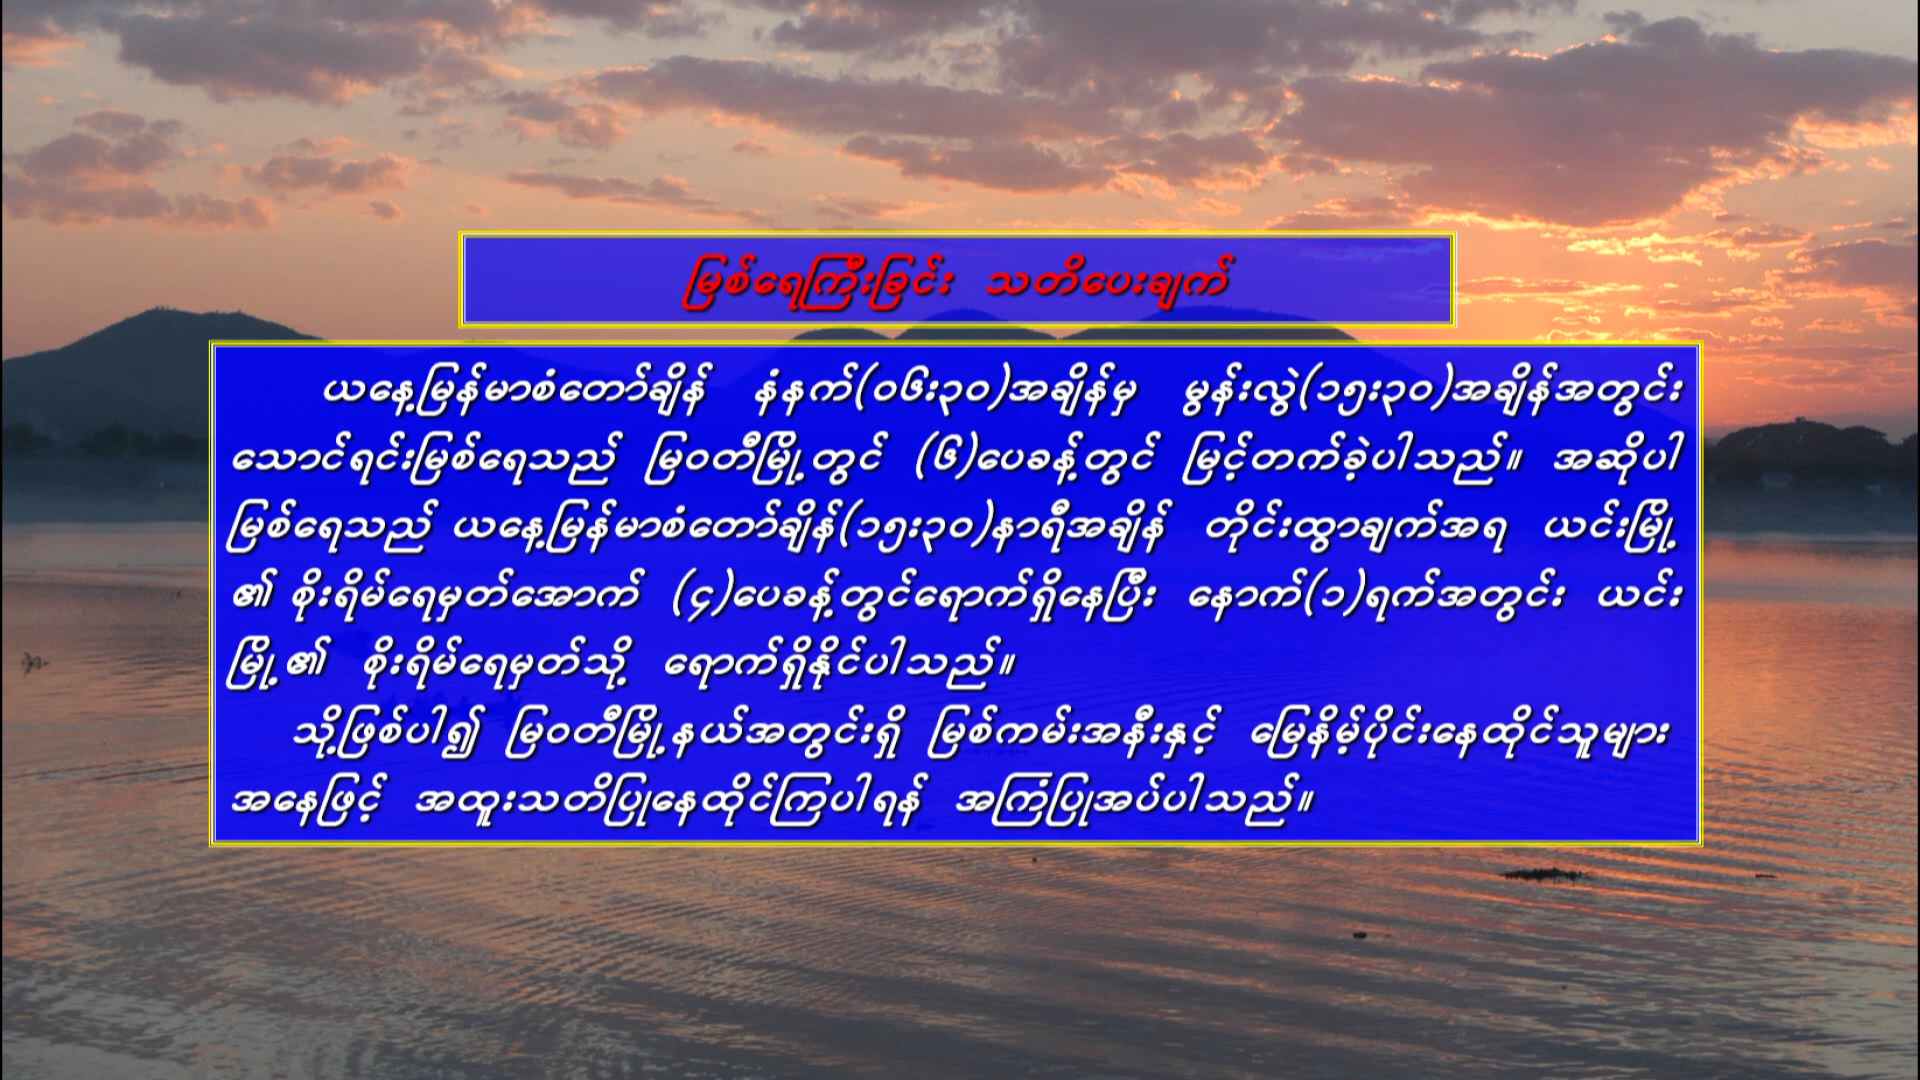 မြစ်ရေကြီးခြင်း သတိပေးချက်
ယနေ့မြန်မာစံတော်ချိန် နံနက်(၀၆း၃၀)အချိန်မှ မွန်းလွဲ(၁၅း၃၀)အချိန်အတွင်း
သောင်ရင်းမြစ်ရေသည် မြဝတီမြို့တွင် (၆)ပေခန့်တွင် မြင့်တက်ခဲ့ပါသည်။ အဆိုပါ
မြစ်ရေသည် ယနေ့မြန်မာစံတော်ချိန်(၁၅း၃၀)နာရီအချိန် တိုင်းထွာချက်အရ ယင်းမြို့
၏ စိုးရိမ်ရေမှတ်အောက် (၄)ပေခန့်တွင်ရောက်ရှိနေပြီး နောက်(၁)ရက်အတွင်း ယင်း
မြို့၏ စိုးရိမ်ရေမှတ်သို့ ရောက်ရှိနိုင်ပါသည်။
သို့ဖြစ်ပါ၍ မြဝတီမြို့နယ်အတွင်းရှိ မြစ်ကမ်းအနီးနှင့် မြေနိမ့်ပိုင်းနေထိုင်သူများ
အနေဖြင့် အထူးသတိပြုနေထိုင်ကြပါရန် အကြံပြုအပ်ပါသည်။